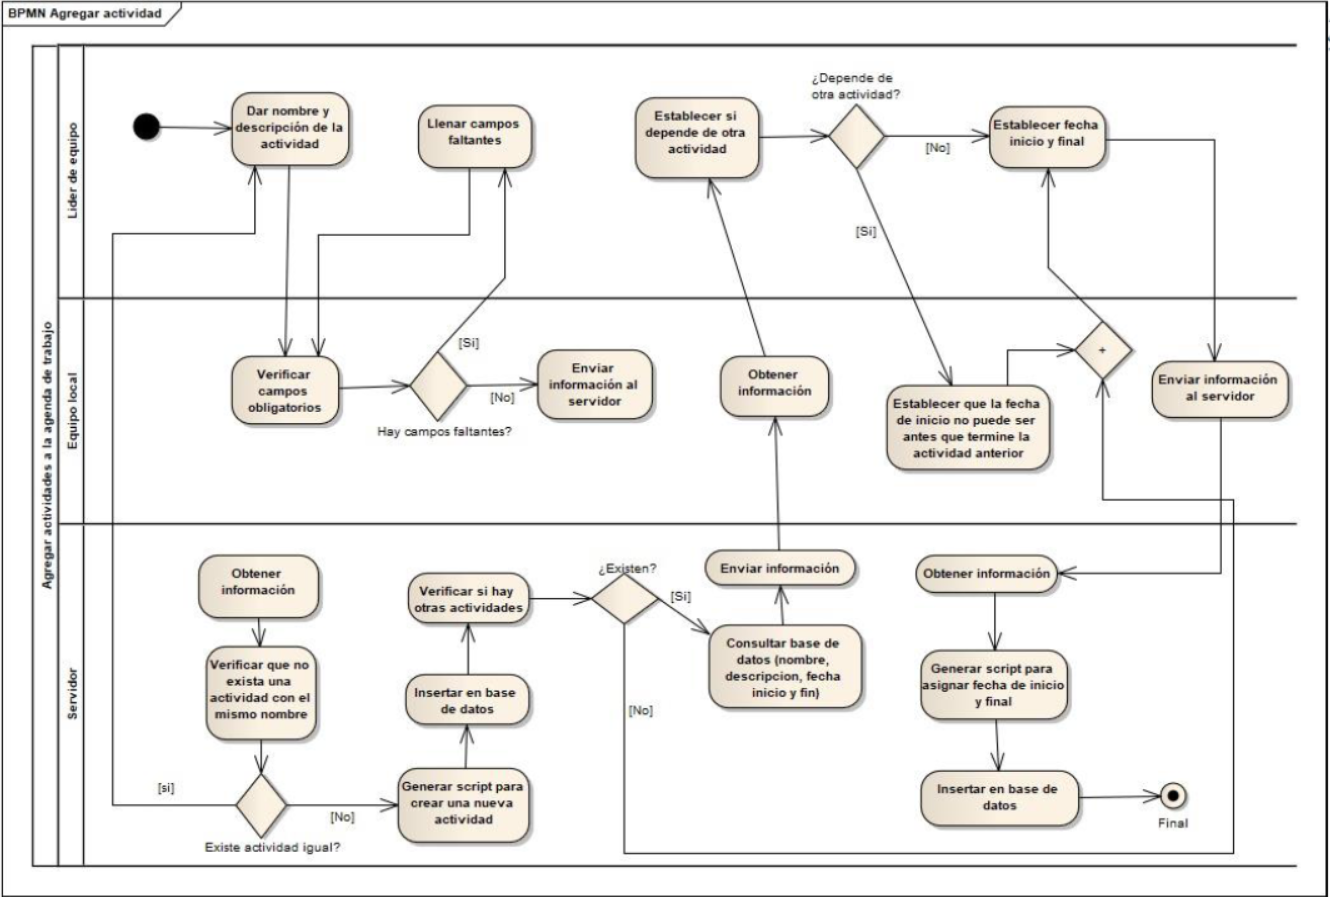 BPMN Agregar actividad
Agregar actividades a la agenda de trabajo
Lider de equipo
Dar nombre y
descripción de la
actividad
Llenar campos
faltantes
Establecer si
depende de otra
actividad
¿Depende de
otra actividad?
[No]
[Si]
Establecer fecha
inicio y final
Equipo local
Verificar
campos
obligatorios
[Si]
[No]
Hay campos faltantes?
Enviar
información al
servidor
Obtener
información
Establecer que la fecha
de inicio no puede ser
antes que termine la
actividad anterior
+
Enviar información
al servidor
Servidor
Obtener
información
Verificar que no
exista una
actividad con el
mismo nombre
[si]
[No]
Existe actividad igual?
Generar script para
crear una nueva
actividad
Insertar en base
de datos
Verificar si hay
otras actividades
¿Existen?
[Si]
[No]
Consultar base de
datos (nombre,
descripcion, fecha
inicio y fin)
Enviar información
Obtener información
Generar script para
asignar fecha de inicio
y final
Insertar en base de
datos
Final